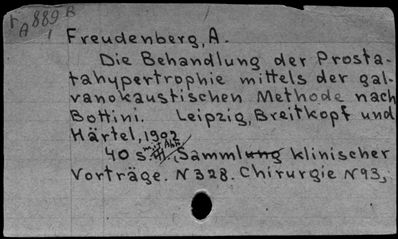 889 B
A 1
Freudenberg, A.
Die Behandlung der Prosta-
tahypertrophie mittels der gal-
vanokaustischen Methode nach
Bottini. Leipzig, Breitkopf und
Härtel, 1902
mit Abb.
40 S. Sammlung klinischer
Vorträge. N 328. Chirurgie N 93,